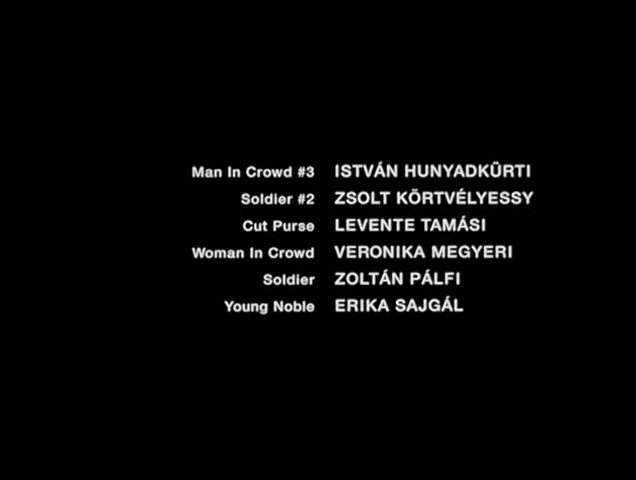 Man In Crowd #3 ISTVÁN HUNYADKÜRTI
Soldier #2 ZSOLT KÖRTVÉLYESSY
Cut Purse LEVENTE TAMÁSI
Woman In Crowd VERONIKA MEGYERI
Soldier ZOLTÁN PÁLFI
Young Noble ERIKA SAJGÁL